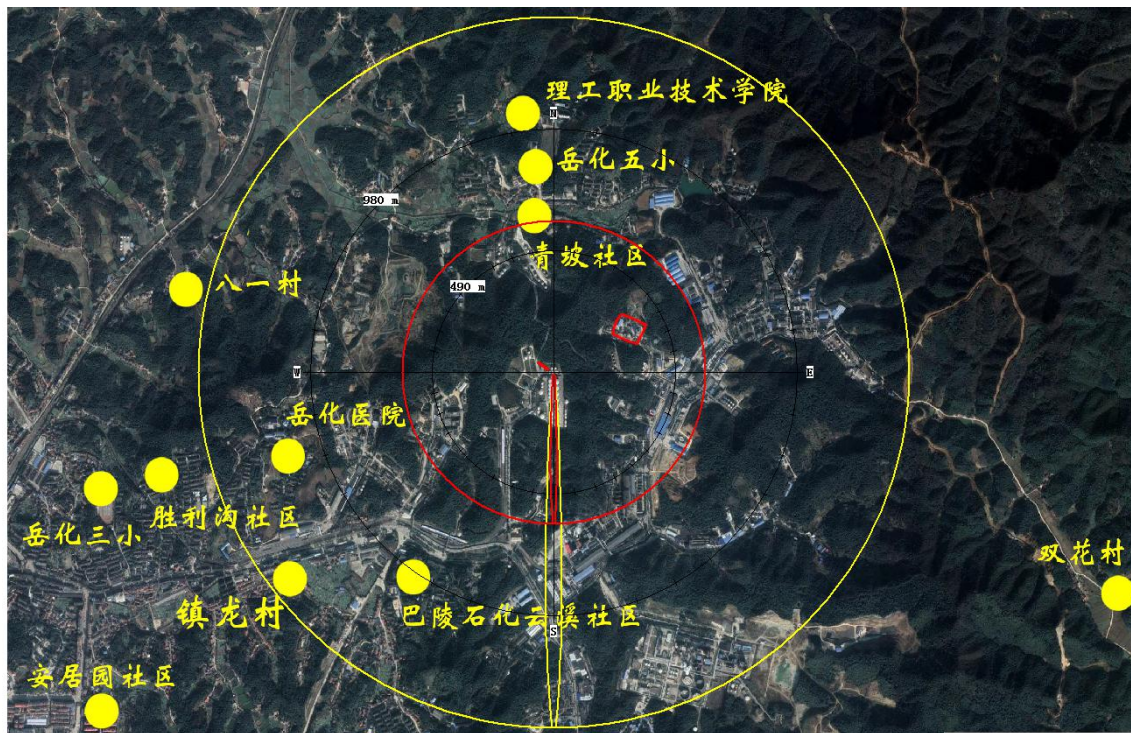 理工职业技术学院
N
岳化五小
980 m
青坡社区
八一村
490 m
W
E
岳化医院
胜利沟社区
岳化三小
双花村
镇龙村
巴陵石化云溪社区
S
安居园社区